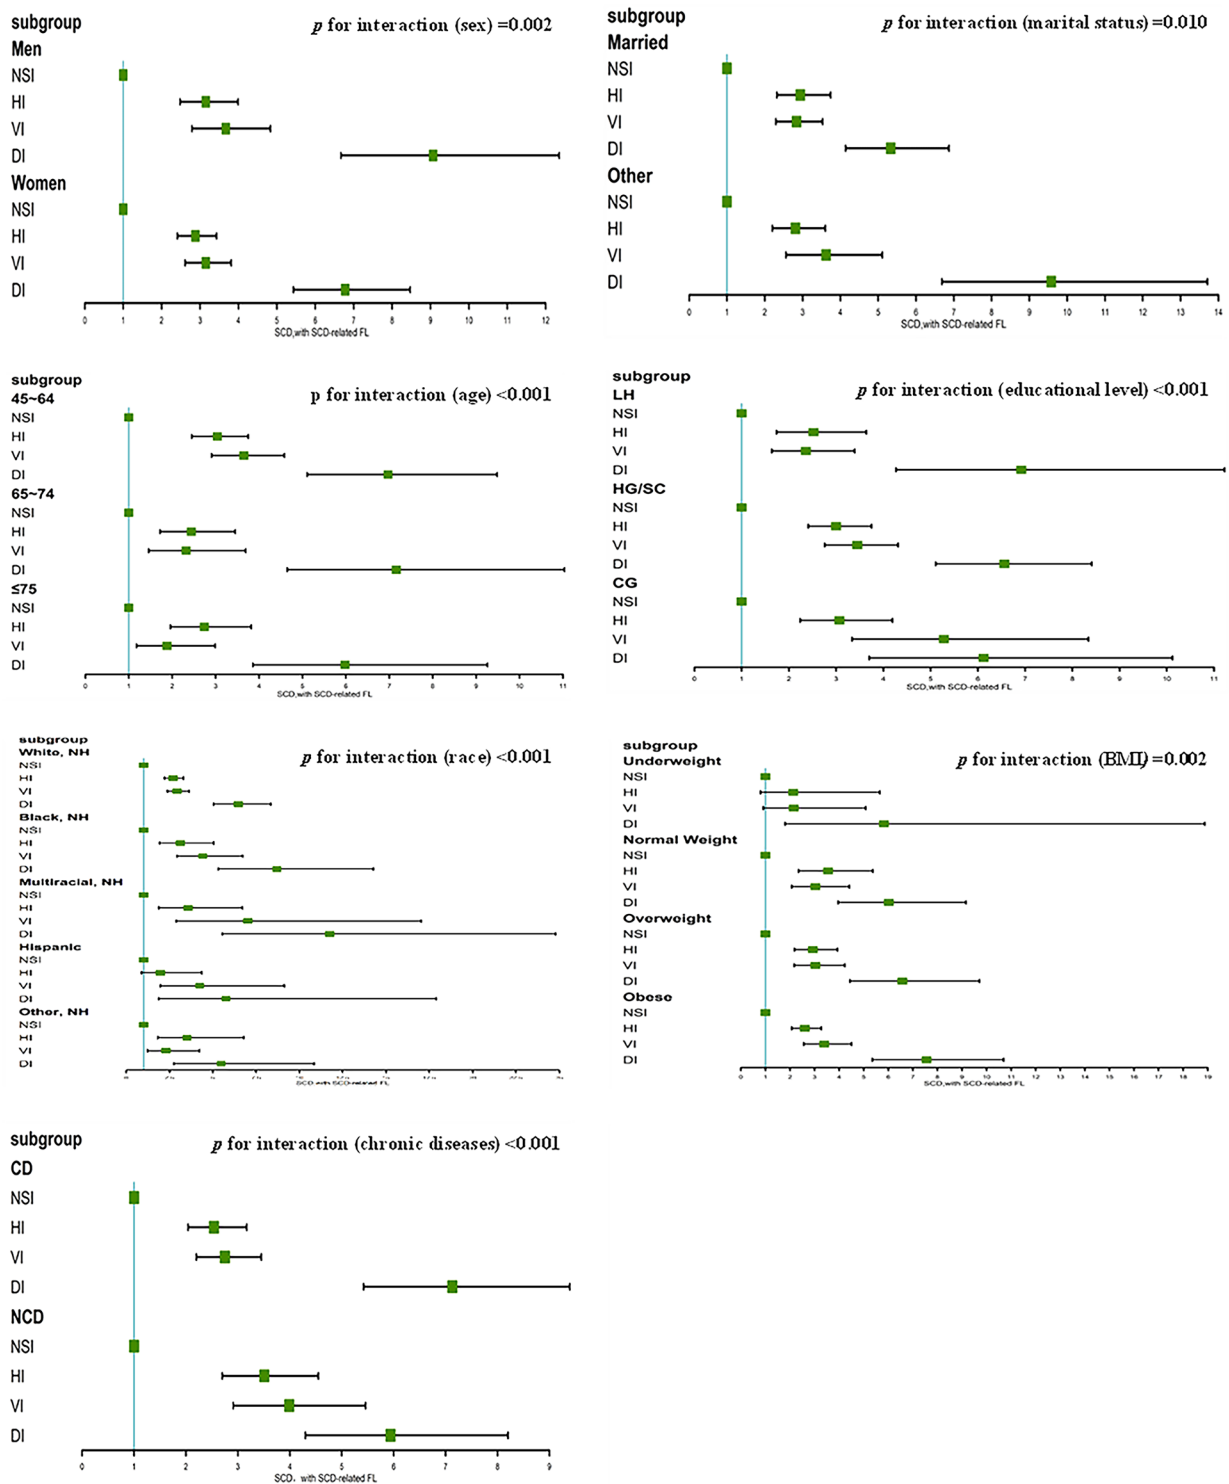 subgroup
p for interaction (sex) =0.002
Men
NSI
HI
VI
DI
Women
NSI
HI
VI
DI
0 1 2 3 4 5 6 7 8 9 10 11 12
SCD,with SCD-related FL
subgroup
p for interaction (marital status) =0.010
Married
NSI
HI
VI
DI
Other
NSI
HI
VI
DI
0 1 2 3 4 5 6 7 8 9 10 11 12 13 14
SCD,with SCD-related FL
subgroup
p for interaction (age) <0.001
45~64
NSI
HI
VI
DI
65~74
NSI
HI
VI
DI
≤75
NSI
HI
VI
DI
0 1 2 3 4 5 6 7 8 9 10 11
SCD,with SCD-related FL
subgroup
p for interaction (educational level) <0.001
LH
NSI
HI
VI
DI
HG/SC
NSI
HI
VI
DI
CG
NSI
HI
VI
DI
0 1 2 3 4 5 6 7 8 9 10 11
SCD,with SCD-related FL
subgroup
p for interaction (race) <0.001
White, NH
NSI
HI
VI
DI
Black, NH
NSI
HI
VI
DI
Multiracial, NH
NSI
HI
VI
DI
Hispanic
NSI
HI
VI
DI
Other, NH
NSI
HI
VI
DI
SCD,with SCD-related FL
subgroup
p for interaction (BMI) =0.002
Underweight
NSI
HI
VI
DI
Normal Weight
NSI
HI
VI
DI
Overweight
NSI
HI
VI
DI
Obese
NSI
HI
VI
DI
0 1 2 3 4 5 6 7 8 9 10 11 12 13 14 15 16 17 18 19
SCD,with SCD-related FL
subgroup
p for interaction (chronic diseases) <0.001
CD
NSI
HI
VI
DI
NCD
NSI
HI
VI
DI
0 1 2 3 4 5 6 7 8 9
SCD, with SCD-related FL